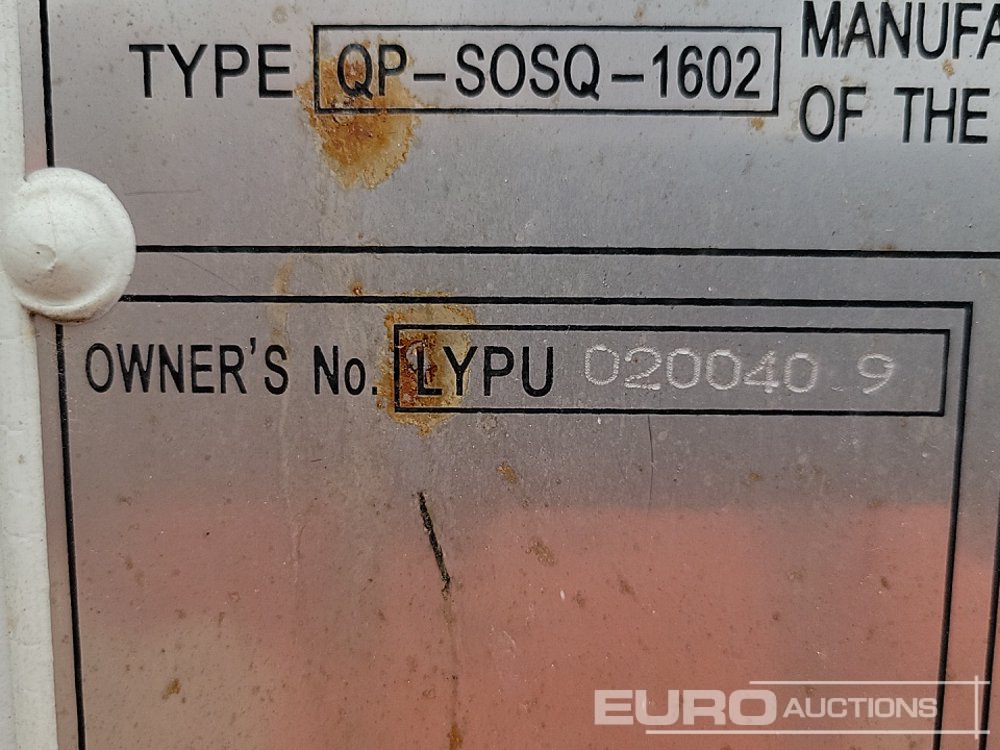 TYPE QP-SOSQ-1602
MANUFA
OF THE
OWNER'S No. LYPU 020040 9
EURO AUCTIONS